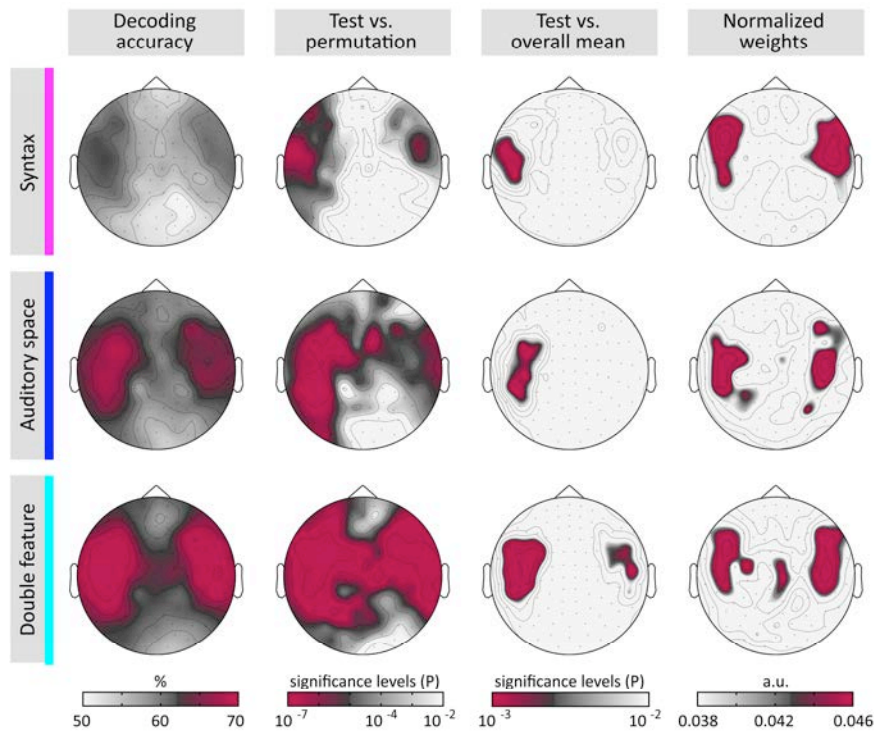 Decoding
accuracy
Test vs.
permutation
Test vs.
overall mean
Normalized
weights
Syntax
Auditory space
Double feature
%
50 60 70
significance levels (P)
10⁻⁷ 10⁻⁴ 10⁻²
significance levels (P)
10⁻³ 10⁻²
a.u.
0.038 0.042 0.046